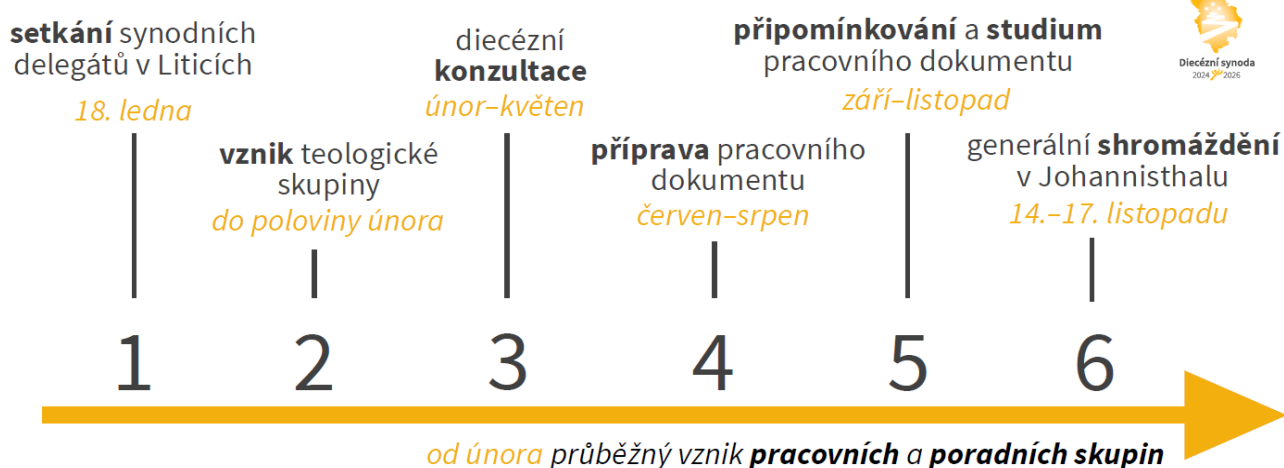 setkání synodních
delegátů v Liticích
18. ledna
vznik teologické
skupiny
do poloviny února
diecézní
konzultace
únor–květen
příprava pracovního
dokumentu
červen–srpen
připomínkování a studium
pracovního dokumentu
září–listopad
generální shromáždění
v Johannisthalu
14.–17. listopadu
Diecézní synoda
2024 2026
1 2 3 4 5 6
od února průběžný vznik pracovních a poradních skupin